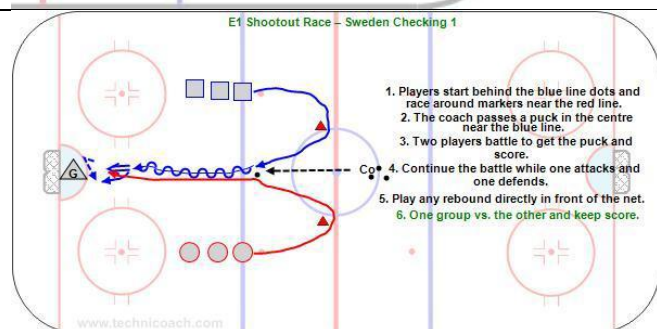 E1 Shootout Race – Sweden Checking 1
1. Players start behind the blue line dots and
race around markers near the red line.
2. The coach passes a puck in the centre
near the blue line.
3. Two players battle to get the puck and
score.
4. Continue the battle while one attacks and
one defends.
5. Play any rebound directly in front of the net.
6. One group vs. the other and keep score.
Co
G
www.technicoach.com